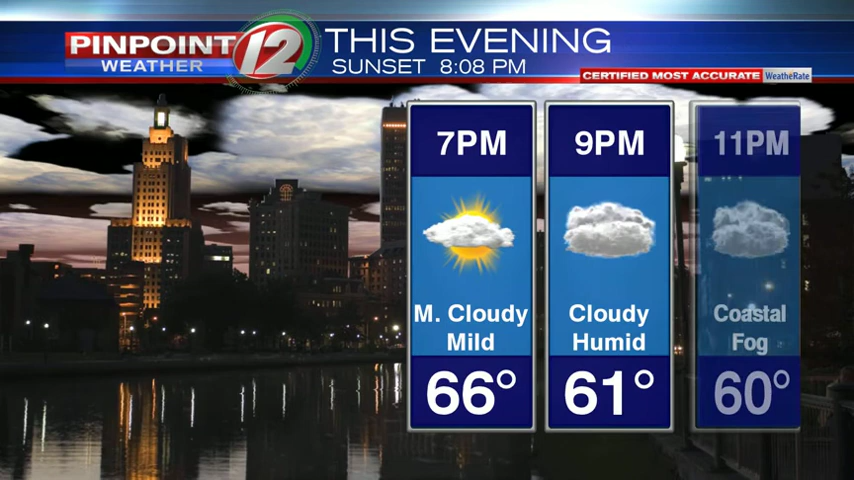 PINPOINT 12
WEATHER
THIS EVENING
SUNSET 8:08 PM
CERTIFIED MOST ACCURATE WeatheRate
7PM
M. Cloudy
Mild
66°
9PM
Cloudy
Humid
61°
11PM
Coastal
Fog
60°